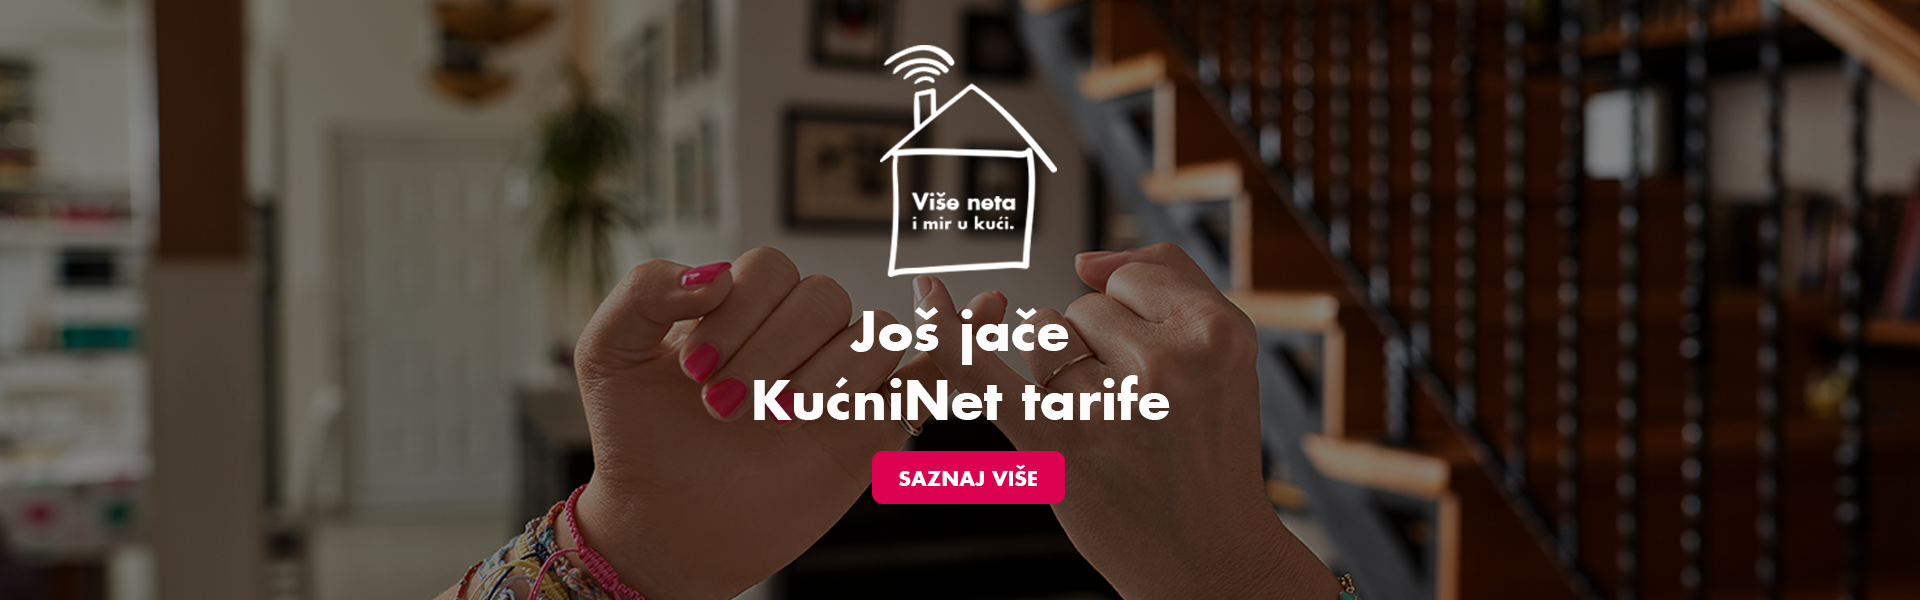 Više neta
i mir u kući.
Još jače
KućniNet tarife
SAZNAJ VIŠE